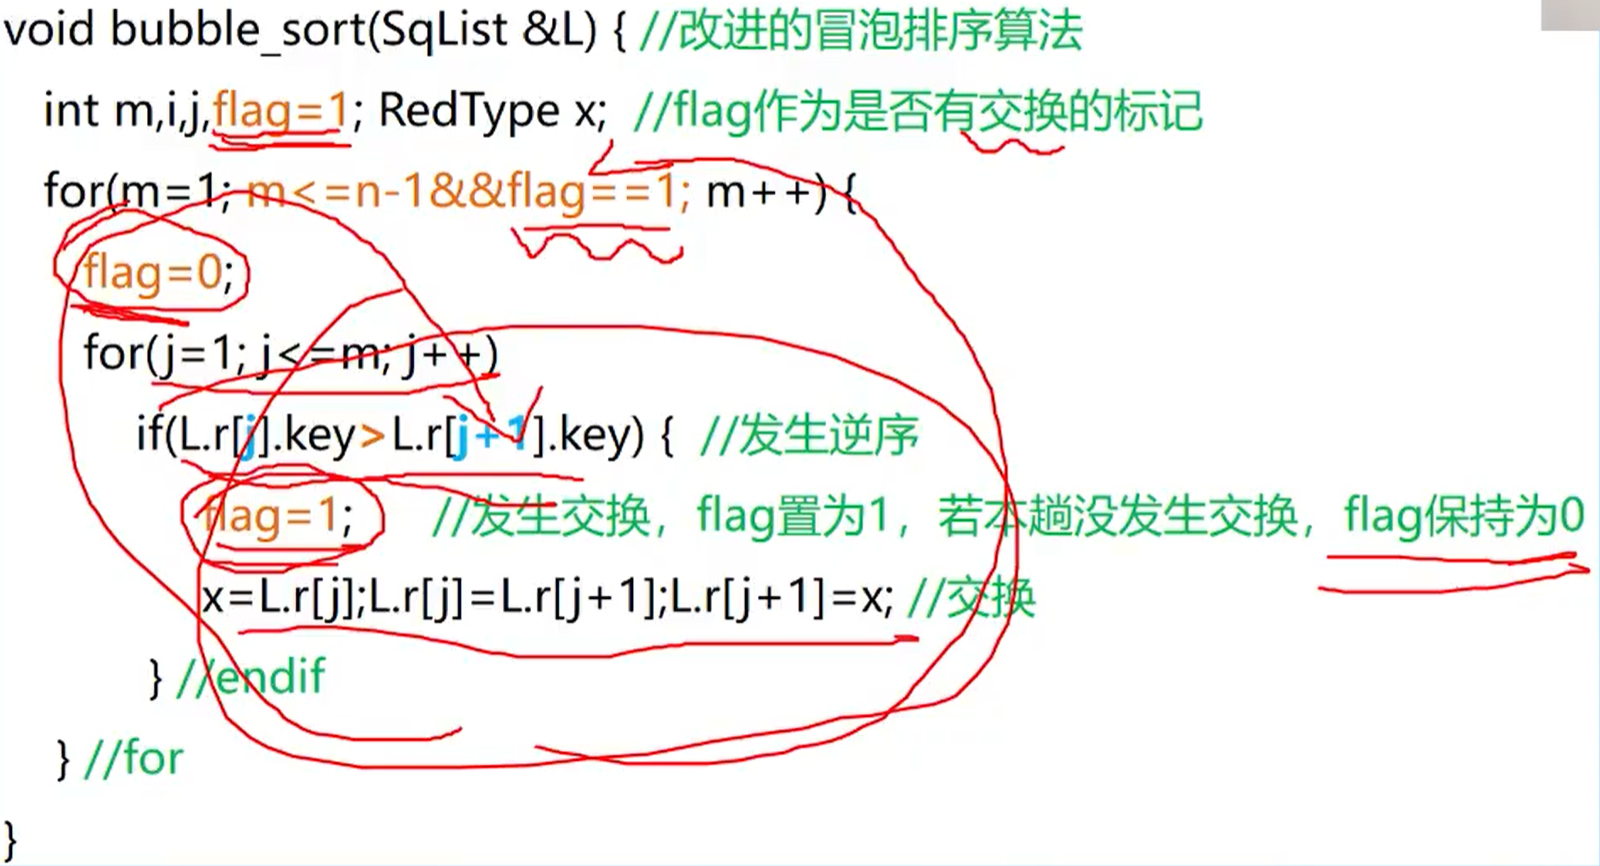 void bubble_sort(SqList &L) { //改进的冒泡排序算法
int m,i,j,flag=1; RedType x; //flag作为是否有交换的标记
for(m=1; m<=n-1&&flag==1; m++) {
flag=0;
for(j=1; j<=m; j++)
if(L.r[j].key>L.r[j+1].key) { //发生逆序
flag=1; //发生交换，flag置为1，若本趟没发生交换，flag保持为0
x=L.r[j];L.r[j]=L.r[j+1];L.r[j+1]=x; //交换
} //endif
} //for
}